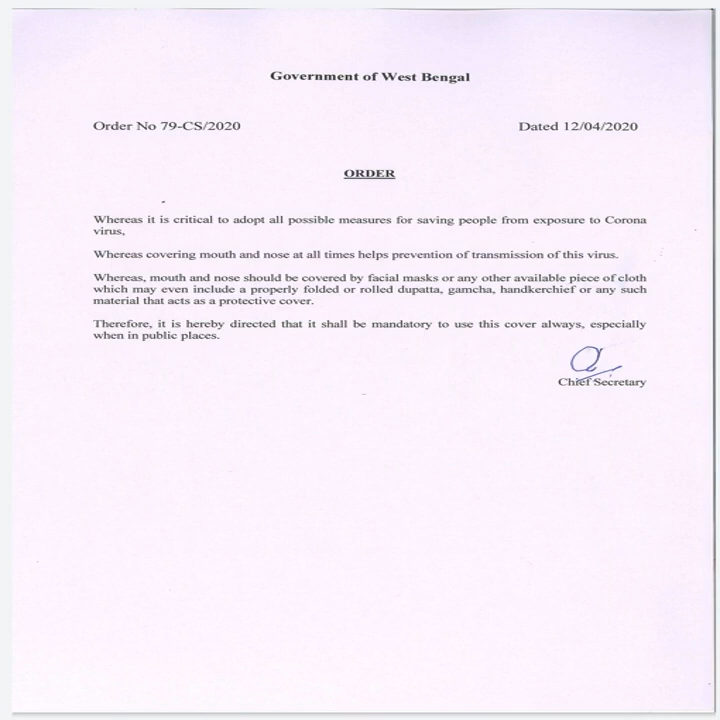 Government of West Bengal
Order No 79-CS/2020 Dated 12/04/2020
ORDER
Whereas it is critical to adopt all possible measures for saving people from exposure to Corona
virus,
Whereas covering mouth and nose at all times helps prevention of transmission of this virus.
Whereas, mouth and nose should be covered by facial masks or any other available piece of cloth
which may even include a properly folded or rolled dupatta, gamcha, handkerchief or any such
material that acts as a protective cover.
Therefore, it is hereby directed that it shall be mandatory to use this cover always, especially
when in public places.
Chief Secretary